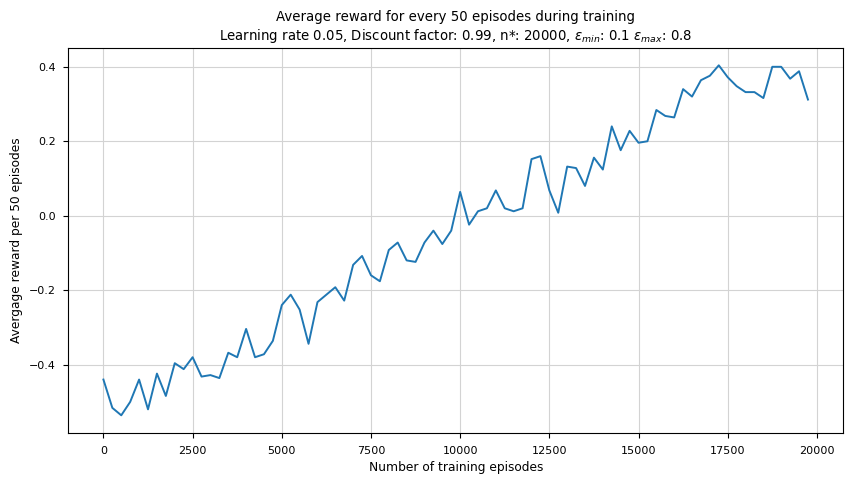 Average reward for every 50 episodes during training
Learning rate 0.05, Discount factor: 0.99, n*: 20000, ε_min: 0.1 ε_max: 0.8
Avergage reward per 50 episodes
0.4
0.2
0.0
−0.2
−0.4
0 2500 5000 7500 10000 12500 15000 17500 20000
Number of training episodes